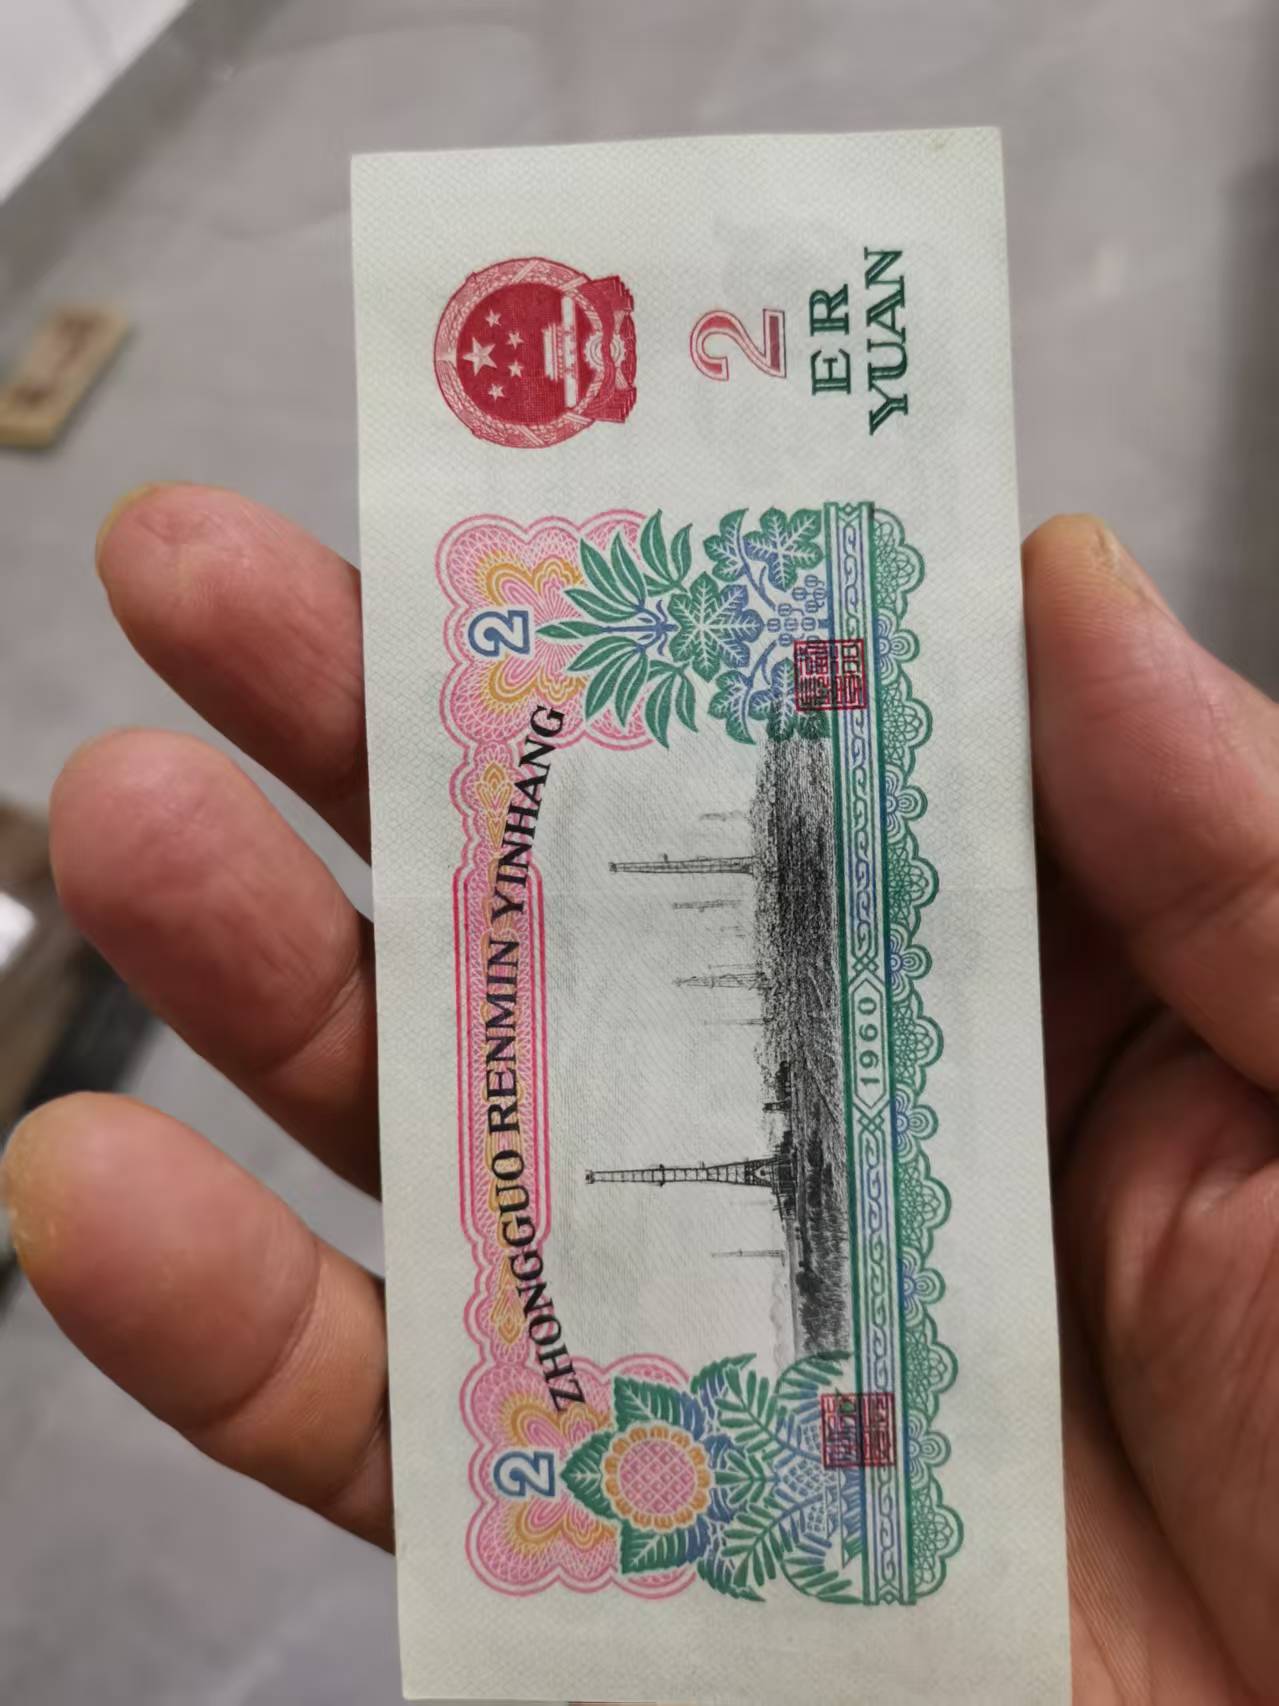 ZHONGGUO RENMIN YINHANG
2
2
1960
2
ER
YUAN